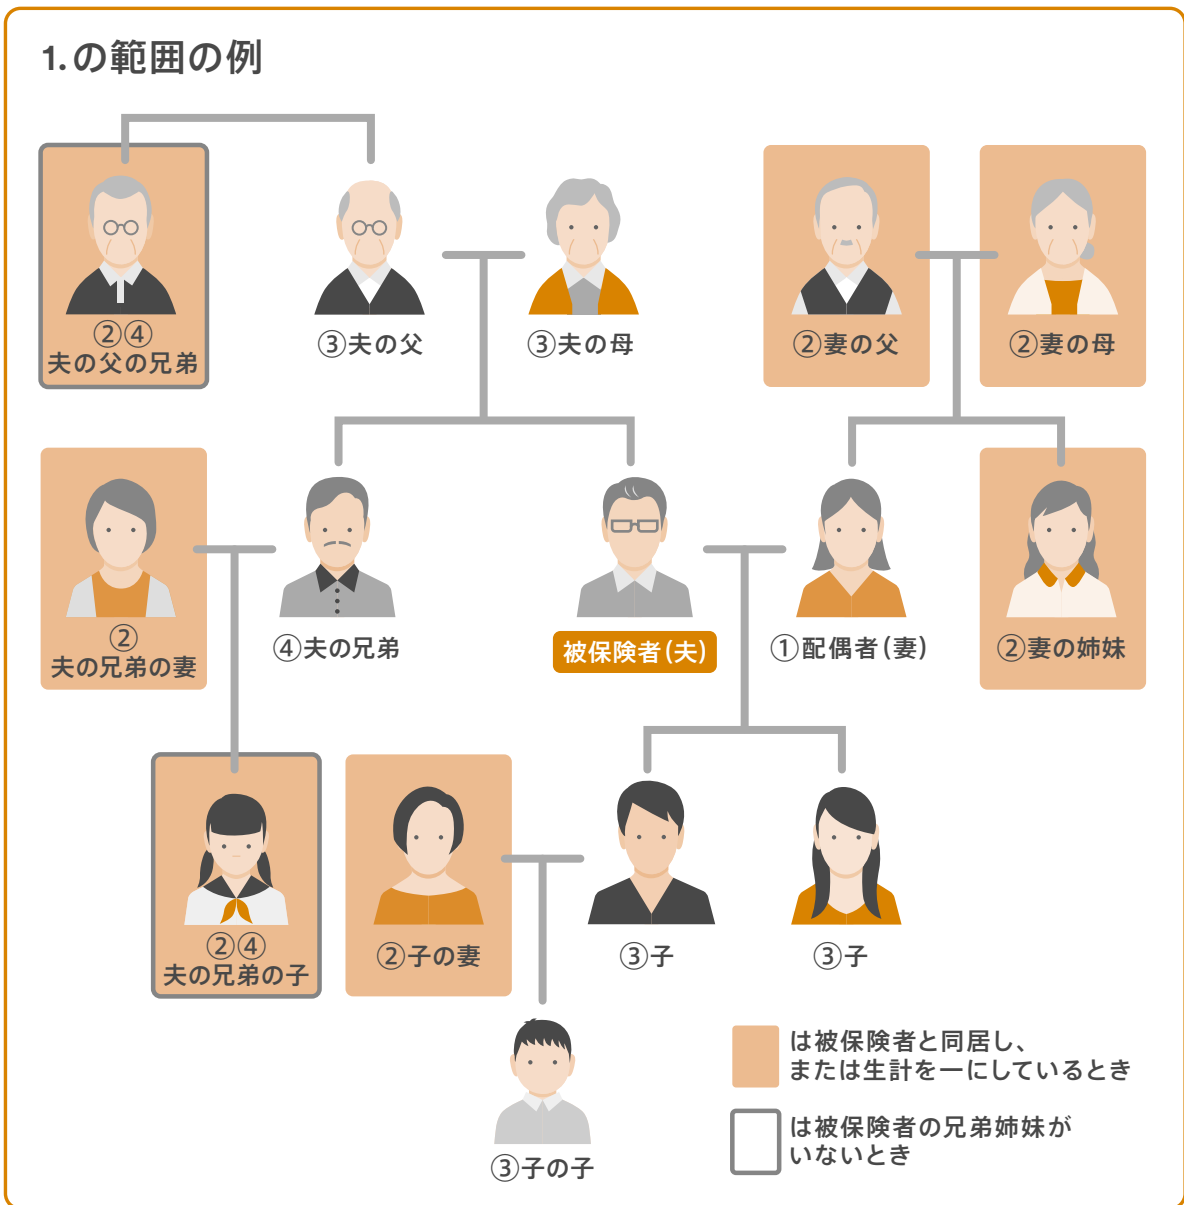 1.の範囲の例
②④
夫の父の兄弟
③夫の父
③夫の母
②妻の父
②妻の母
②
夫の兄弟の妻
④夫の兄弟
被保険者(夫)
①配偶者(妻)
②妻の姉妹
②④
夫の兄弟の子
②子の妻
③子
③子
③子の子
は被保険者と同居し、
または生計を一にしているとき
は被保険者の兄弟姉妹が
いないとき